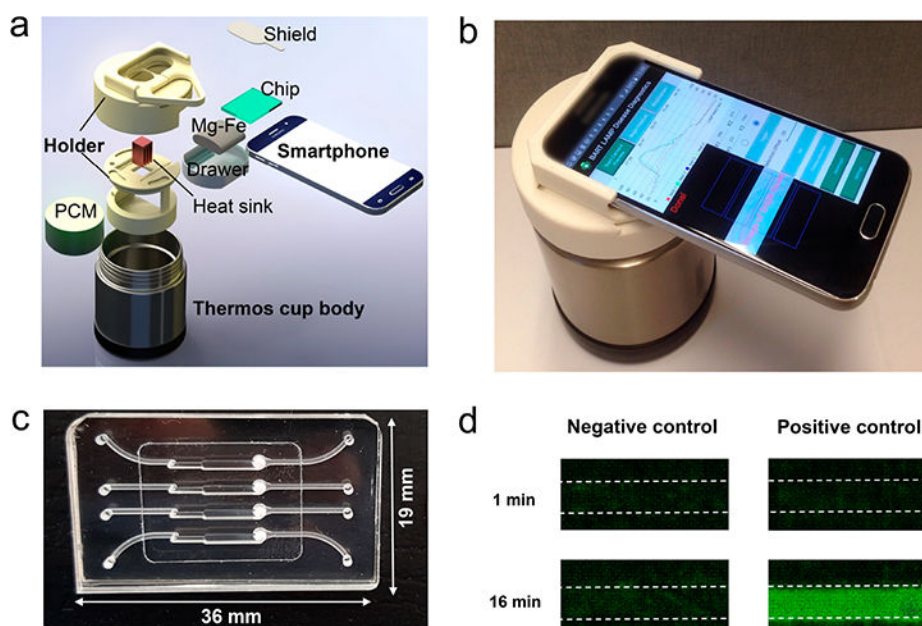 a
Shield
Chip
Mg-Fe
Holder
Smartphone
Drawer
Heat sink
PCM
Thermos cup body
b
BART LAMP Disease Diagnostics
Done!
c
19 mm
36 mm
d
Negative control
Positive control
1 min
16 min